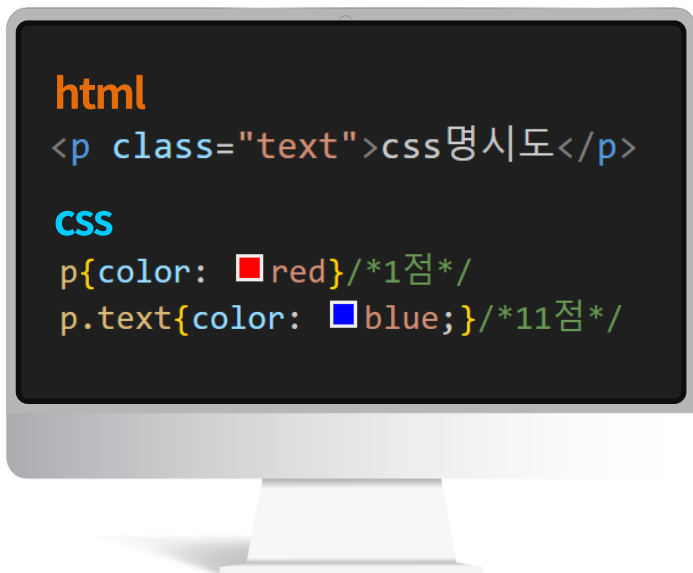 html
<p class="text">css명시도</p>
css
p{color: red}/*1점*/
p.text{color: blue;}/*11점*/